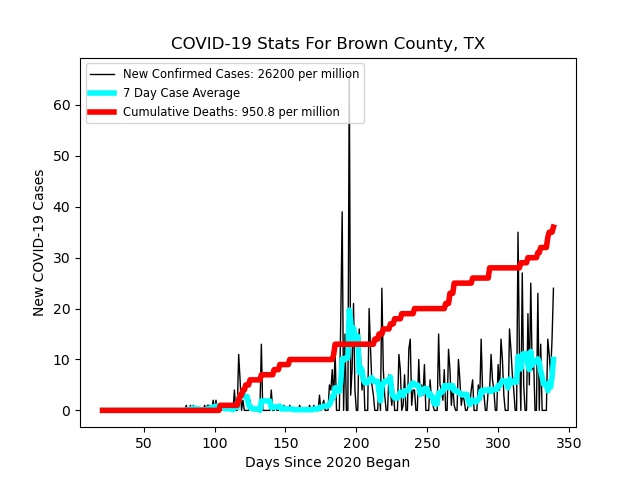 COVID-19 Stats For Brown County, TX
New Confirmed Cases: 26200 per million
7 Day Case Average
Cumulative Deaths: 950.8 per million
New COVID-19 Cases
60
50
40
30
20
10
0
50 100 150 200 250 300 350
Days Since 2020 Began